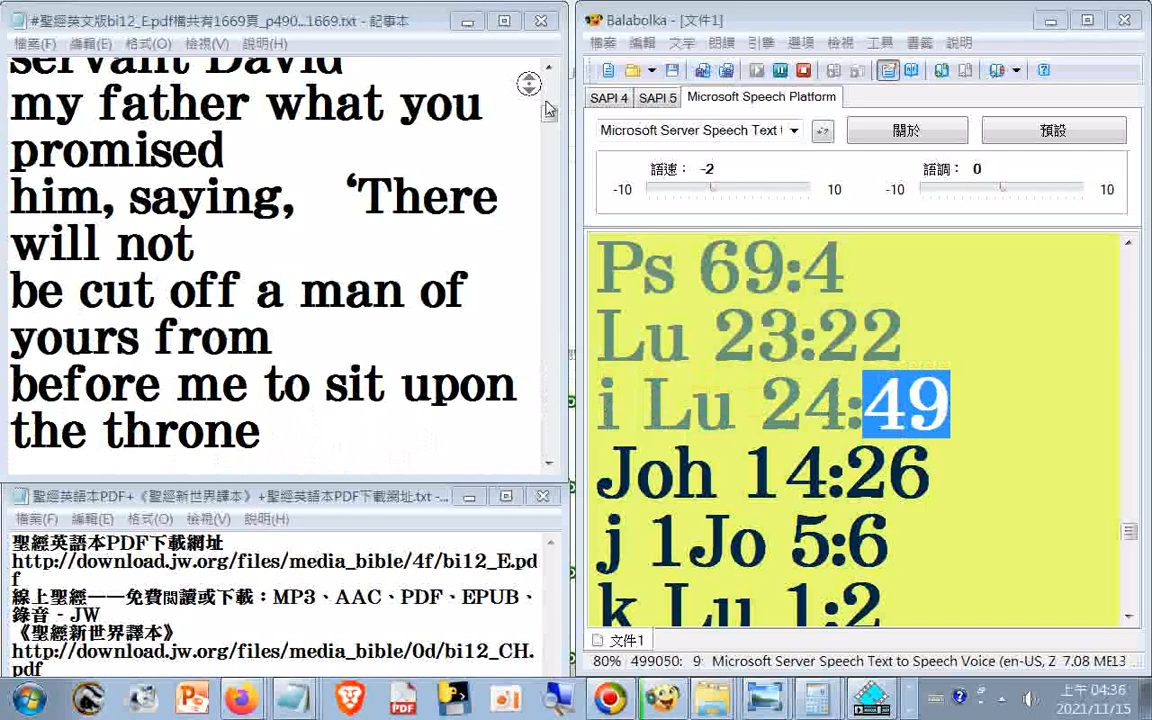 #聖經英文版bi12_E.pdf檔共有1669頁_p490...1669.txt - 記事本
檔案(F) 編輯(E) 格式(O) 檢視(V) 說明(H)
servant David
my father what you
promised
him, saying, ‘There
will not
be cut off a man of
yours from
before me to sit upon
the throne
聖經英語本PDF+《聖經新世界譯本》+聖經英語本PDF下載網址.txt -...
檔案(F) 編輯(E) 格式(O) 檢視(V) 說明(H)
聖經英語本PDF下載網址
http://download.jw.org/files/media_bible/4f/bi12_E.pd
f
線上聖經——免費閱讀或下載：MP3、AAC、PDF、EPUB、
錄音 - JW
《聖經新世界譯本》
http://download.jw.org/files/media_bible/0d/bi12_CH.
pdf
Balabolka - [文件1]
檔案 編輯 文字 朗讀 引擎 選項 檢視 工具 書籤 說明
SAPI 4 SAPI 5 Microsoft Speech Platform
Microsoft Server Speech Text 關於 預設
語速： -2 語調： 0
-10 10 -10 10
Ps 69:4
Lu 23:22
i Lu 24:49
Joh 14:26
j 1Jo 5:6
k Lu 1:2
文件1
80% 499050: 9: Microsoft Server Speech Text to Speech Voice (en-US, Z 7.08 ME13
上午 04:36
2021/11/15